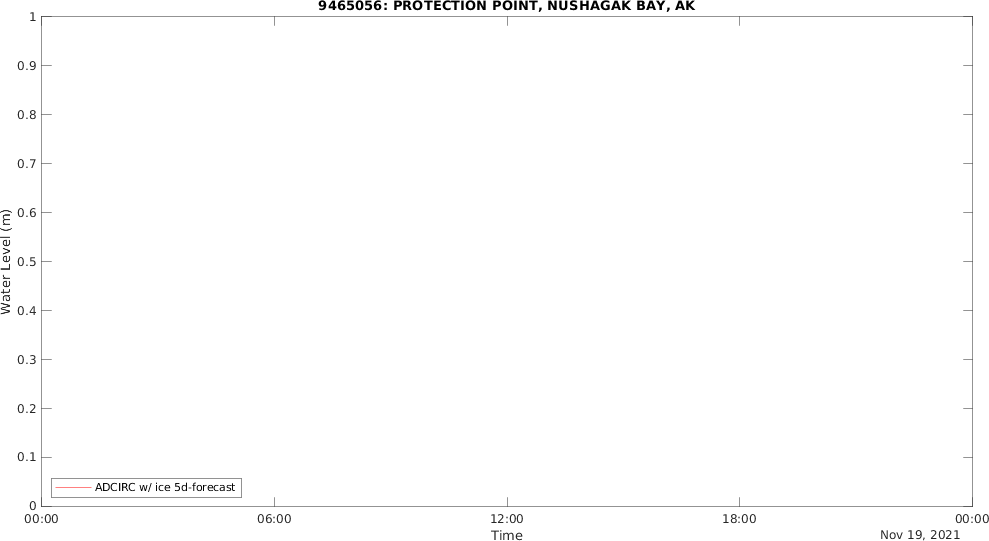 9465056: PROTECTION POINT, NUSHAGAK BAY, AK
1
0.9
0.8
0.7
0.6
0.5
0.4
0.3
0.2
0.1
0
Water Level (m)
ADCIRC w/ ice 5d-forecast
00:00 06:00 12:00 18:00 00:00
Time
Nov 19, 2021